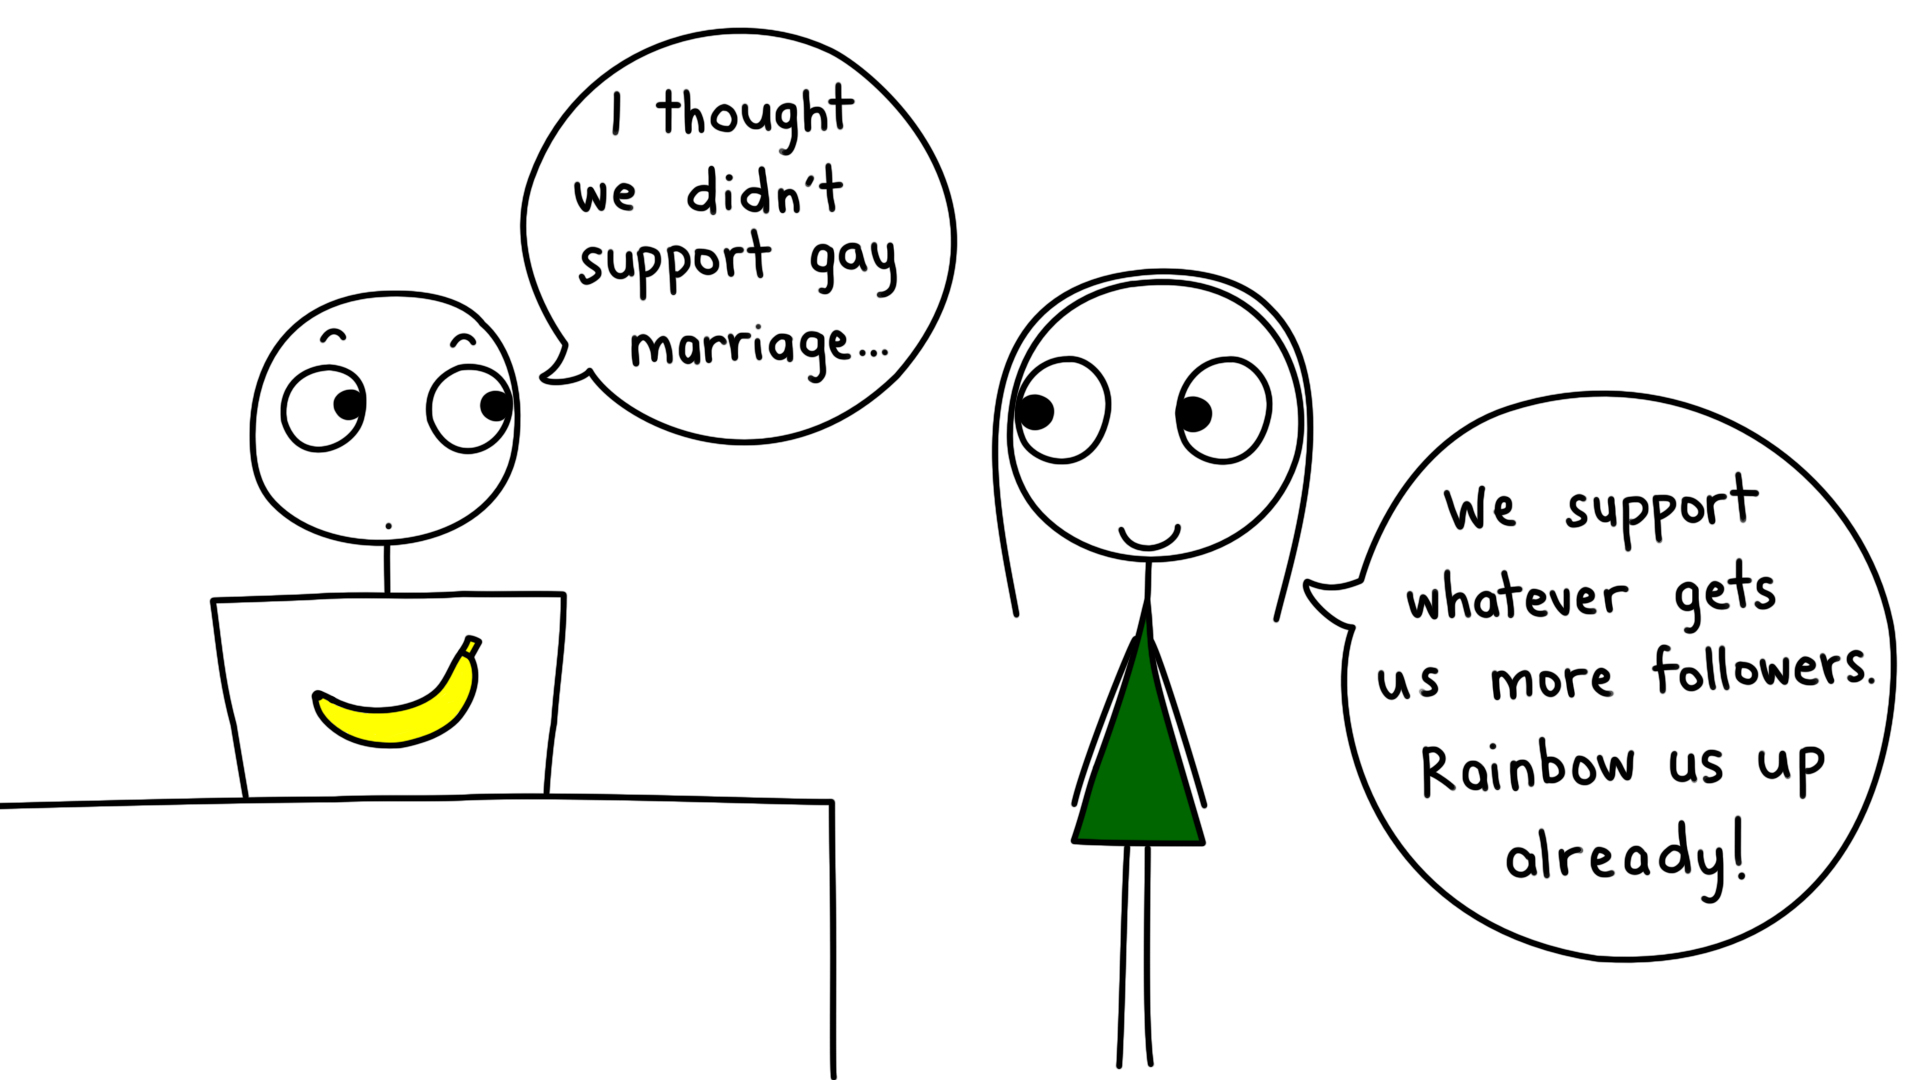 I thought
we didn't
support gay
marriage...
We support
whatever gets
us more followers.
Rainbow us up
already!